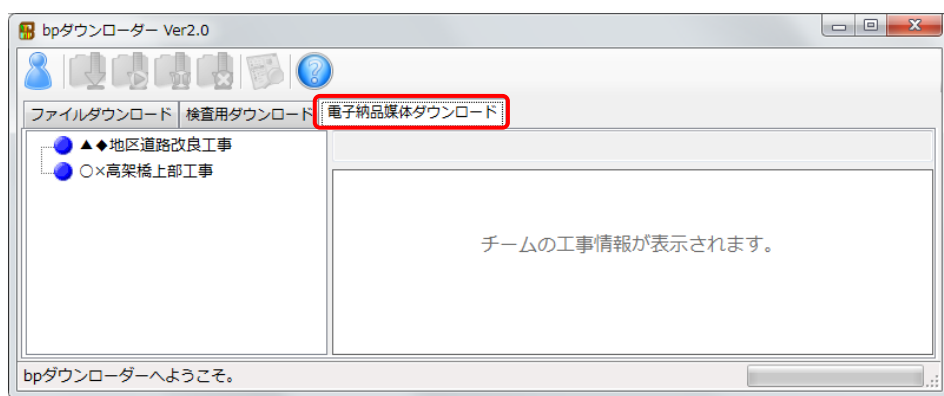 bpダウンローダー Ver2.0
ファイルダウンロード 検査用ダウンロード 電子納品媒体ダウンロード
▲◆地区道路改良工事
○×高架橋上部工事
チームの工事情報が表示されます。
bpダウンローダーへようこそ。